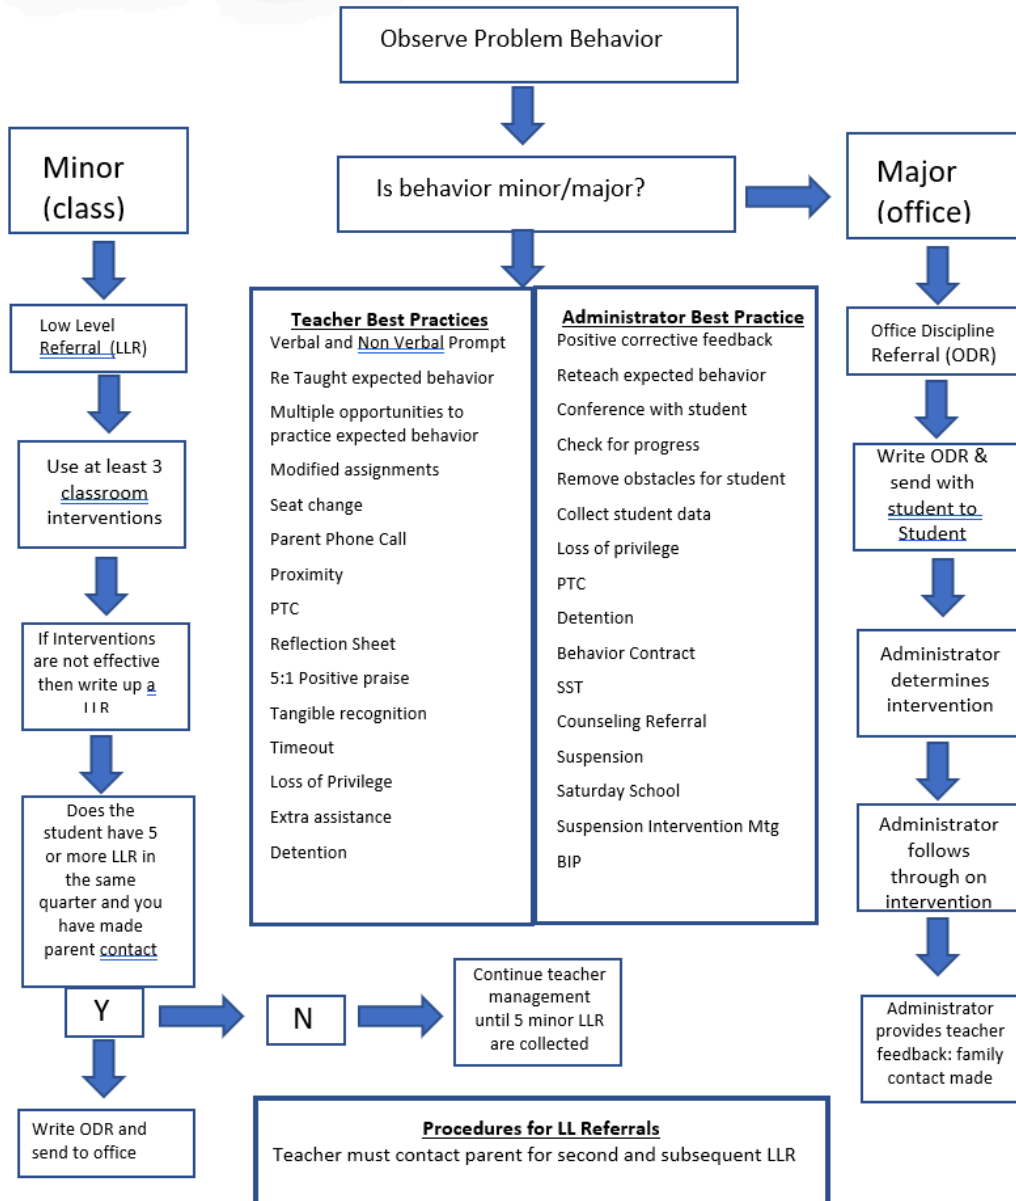 Observe Problem Behavior
Is behavior minor/major?
Minor
(class)
Low Level
Referral (LLR)
Use at least 3
classroom
interventions
If Interventions
are not effective
then write up a
LLR
Does the
student have 5
or more LLR in
the same
quarter and you
have made
parent contact
Y
N
Continue teacher
management
until 5 minor LLR
are collected
Write ODR and
send to office
Teacher Best Practices
Verbal and Non Verbal Prompt
Re Taught expected behavior
Multiple opportunities to
practice expected behavior
Modified assignments
Seat change
Parent Phone Call
Proximity
PTC
Reflection Sheet
5:1 Positive praise
Tangible recognition
Timeout
Loss of Privilege
Extra assistance
Detention
Administrator Best Practice
Positive corrective feedback
Reteach expected behavior
Conference with student
Check for progress
Remove obstacles for student
Collect student data
Loss of privilege
PTC
Detention
Behavior Contract
SST
Counseling Referral
Suspension
Saturday School
Suspension Intervention Mtg
BIP
Major
(office)
Office Discipline
Referral (ODR)
Write ODR &
send with
student to
Student
Administrator
determines
intervention
Administrator
follows
through on
intervention
Administrator
provides teacher
feedback: family
contact made
Procedures for LL Referrals
Teacher must contact parent for second and subsequent LLR